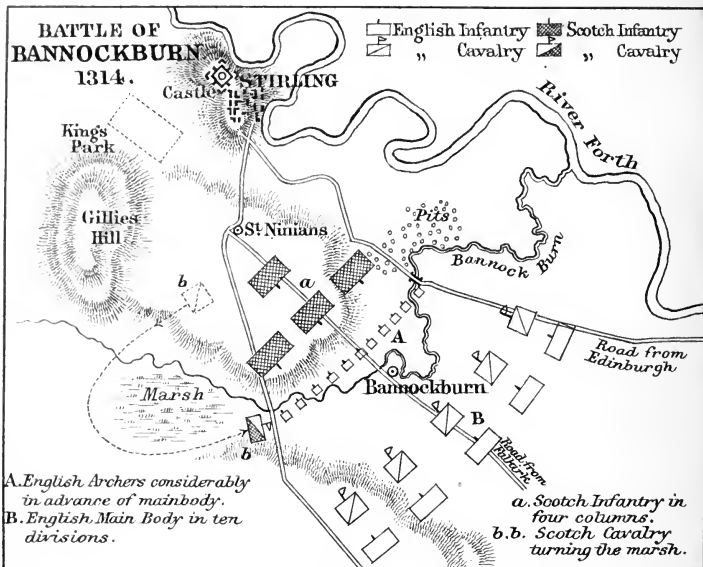 BATTLE OF
BANNOCKBURN
1314.
English Infantry
„ Cavalry
Scotch Infantry
„ Cavalry
Castle
STIRLING
King's
Park
Gillies
Hill
River Forth
St. Ninians
Pits
Bannock Burn
b
a
A
Road from
Edinburgh
Bannockburn
Marsh
B
b
Road from
Falkirk
A. English Archers considerably
in advance of mainbody.
B. English Main Body in ten
divisions.
a. Scotch Infantry in
four columns.
b.b. Scotch Cavalry
turning the marsh.